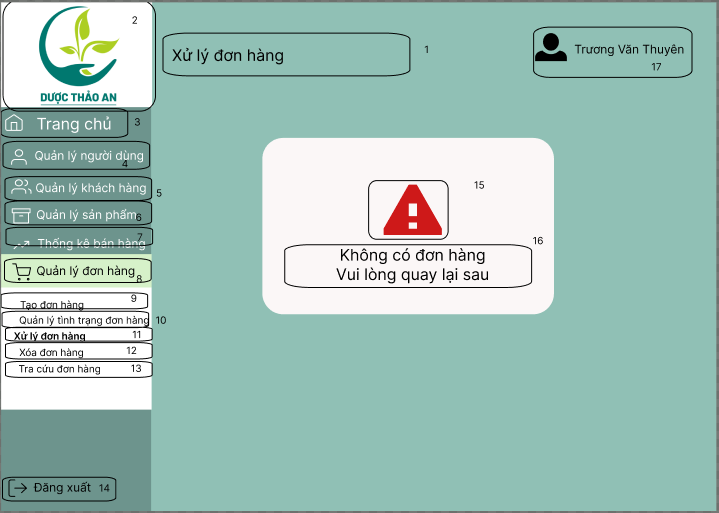 2
DƯỢC THẢO AN
Xử lý đơn hàng
1
Trương Văn Thuyên
17
Trang chủ
3
Quản lý người dùng
4
Quản lý khách hàng
5
Quản lý sản phẩm
6
7
Thống kê bán hàng
Quản lý đơn hàng
8
9
Tạo đơn hàng
Quản lý tình trạng đơn hàng
10
Xử lý đơn hàng
11
Xóa đơn hàng
12
Tra cứu đơn hàng
13
Đăng xuất
14
15
16
Không có đơn hàng
Vui lòng quay lại sau